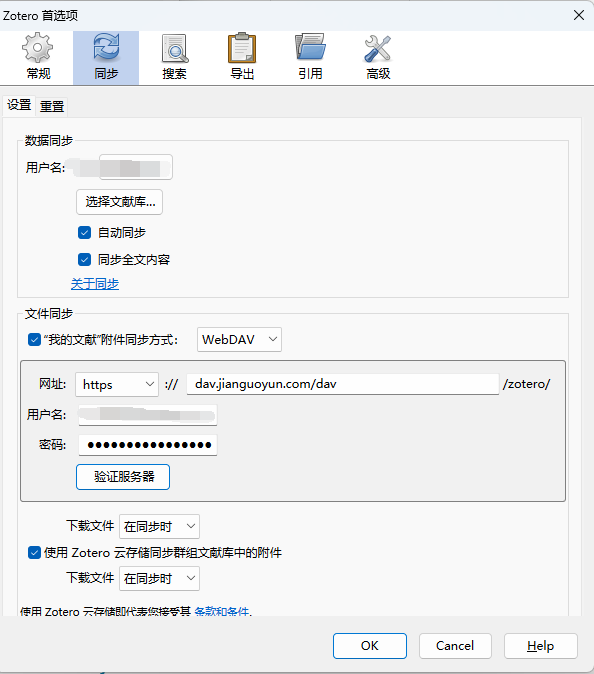 Zotero 首选项
常规 同步 搜索 导出 引用 高级
设置 重置
数据同步
用户名:
选择文献库...
自动同步
同步全文内容
关于同步
文件同步
“我的文献”附件同步方式: WebDAV
网址: https :// dav.jianguoyun.com/dav /zotero/
用户名:
密码: ●●●●●●●●●●●●●●●●
验证服务器
下载文件 在同步时
使用 Zotero 云存储同步群组文献库中的附件
下载文件 在同步时
使用 Zotero 云存储即代表您接受其 条款和条件.
OK Cancel Help